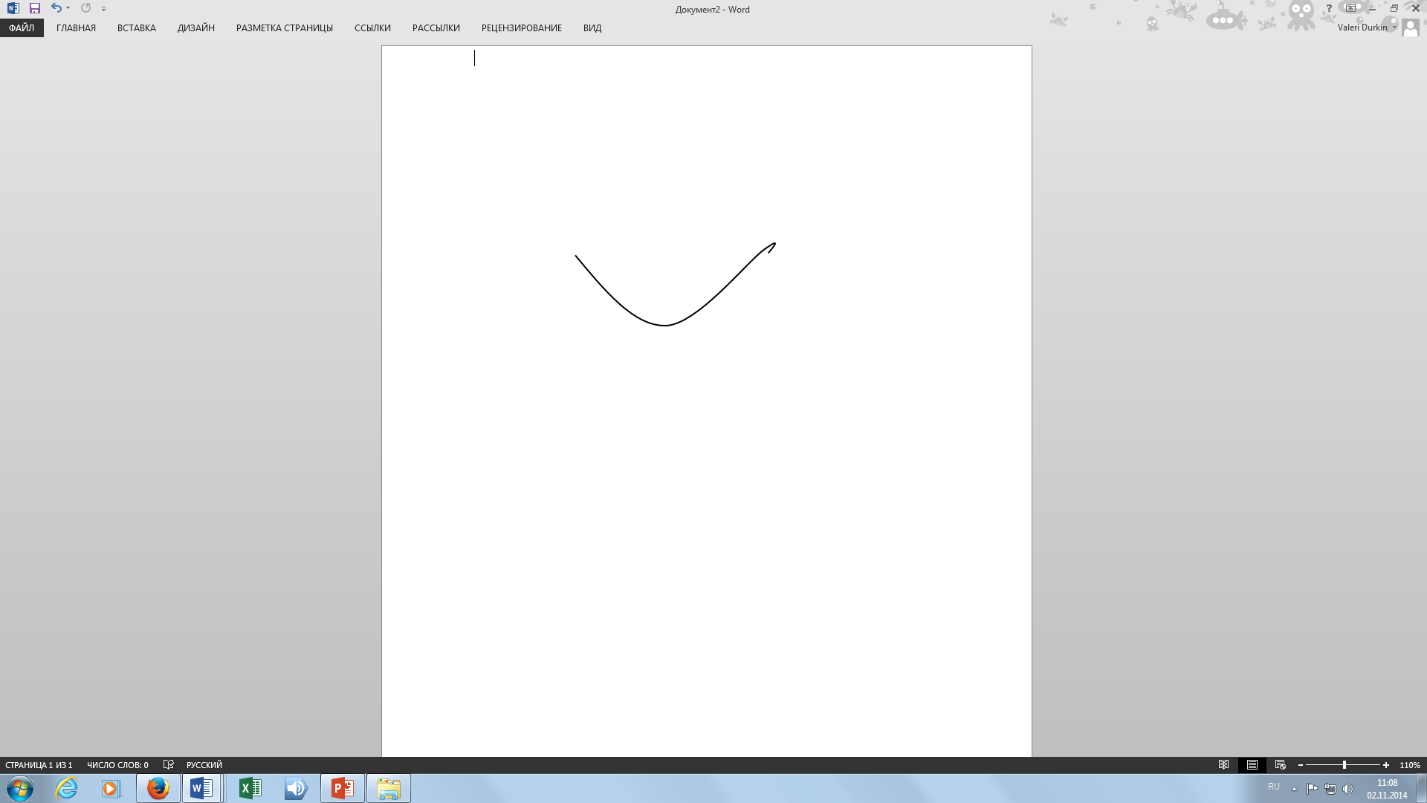 Документ2 - Word
ФАЙЛ ГЛАВНАЯ ВСТАВКА ДИЗАЙН РАЗМЕТКА СТРАНИЦЫ ССЫЛКИ РАССЫЛКИ РЕЦЕНЗИРОВАНИЕ ВИД Valeri Durkin
СТРАНИЦА 1 ИЗ 1 ЧИСЛО СЛОВ: 0 РУССКИЙ 110%
RU 11:08
02.11.2014